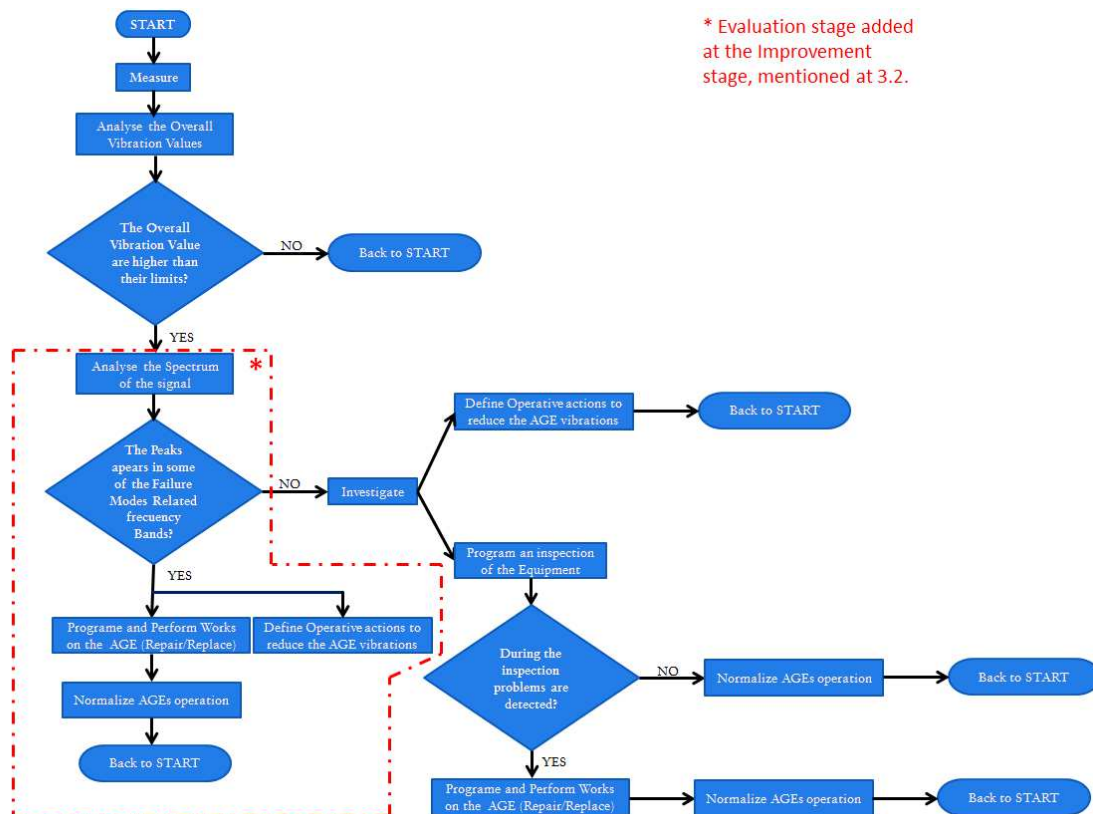 START
* Evaluation stage added
at the Improvement
stage, mentioned at 3.2.
Measure
Analyse the Overall
Vibration Values
The Overall
Vibration Value
are higher than
their limits?
NO
Back to START
YES
Analyse the Spectrum
of the signal
*
Define Operative actions to
reduce the AGE vibrations
Back to START
The Peaks
apears in some
of the Failure
Modes Related
frecuency
Bands?
NO
Investigate
Program an inspection
of the Equipment
YES
Programe and Perform Works
on the AGE (Repair/Replace)
Define Operative actions to
reduce the AGE vibrations
During the
inspection
problems are
detected?
NO
Normalize AGEs operation
Back to START
Normalize AGEs operation
Back to START
YES
Programe and Perform Works
on the AGE (Repair/Replace)
Normalize AGEs operation
Back to START